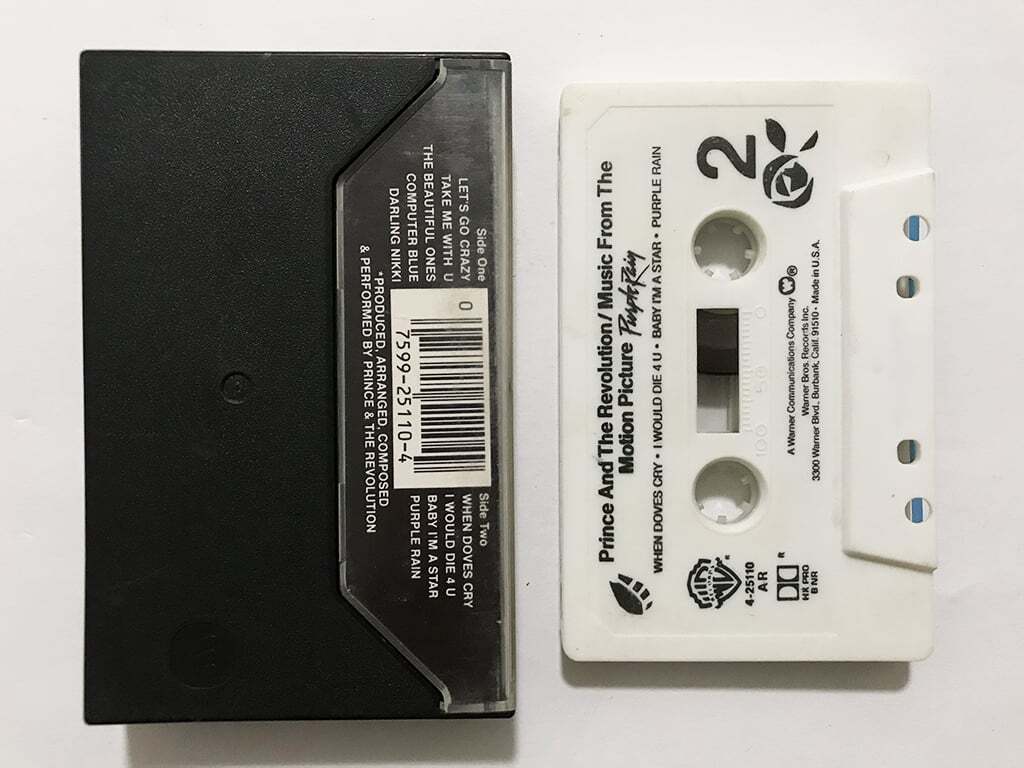 Side One
LET'S GO CRAZY
TAKE ME WITH U
THE BEAUTIFUL ONES
COMPUTER BLUE
DARLING NIKKI
*PRODUCED, ARRANGED, COMPOSED
& PERFORMED BY PRINCE & THE REVOLUTION
0
7599-25110-4
Side Two
WHEN DOVES CRY
I WOULD DIE 4 U
BABY I'M A STAR
PURPLE RAIN
Prince And The Revolution/Music From The
Motion Picture Purple Rain
WHEN DOVES CRY • I WOULD DIE 4 U • BABY I'M A STAR • PURPLE RAIN
2
WB
®
4-25110
AR
®
HX PRO
B NR
100 50 0
A Warner Communications Company ®
Warner Bros. Records Inc.
3300 Warner Blvd., Burbank, Calif. 91510 • Made in U.S.A.